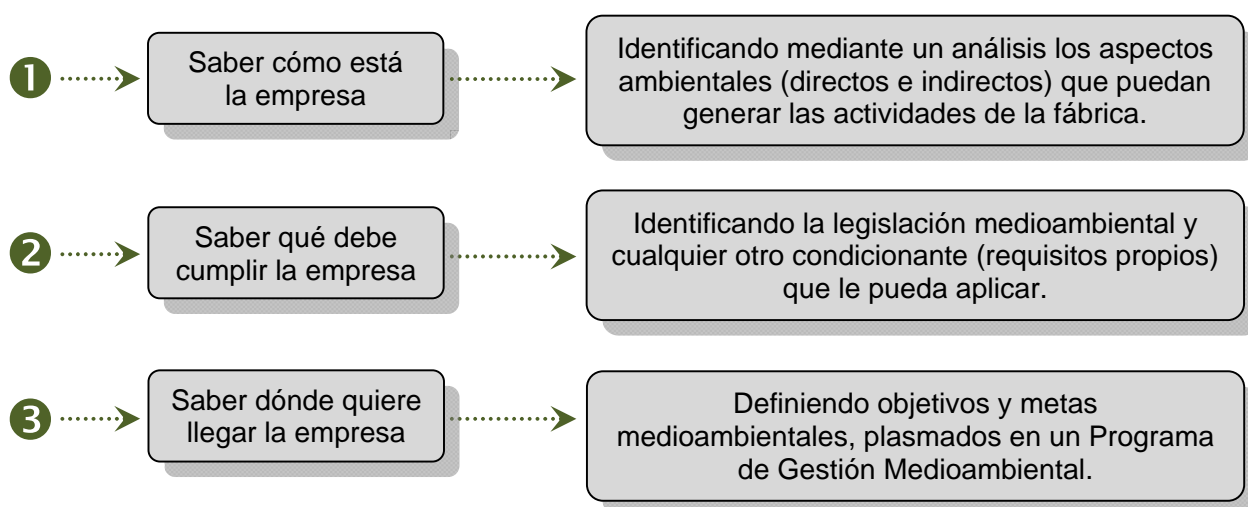 1
Saber cómo está
la empresa
Identificando mediante un análisis los aspectos
ambientales (directos e indirectos) que puedan
generar las actividades de la fábrica.
2
Saber qué debe
cumplir la empresa
Identificando la legislación medioambiental y
cualquier otro condicionante (requisitos propios)
que le pueda aplicar.
3
Saber dónde quiere
llegar la empresa
Definiendo objetivos y metas
medioambientales, plasmados en un Programa
de Gestión Medioambiental.